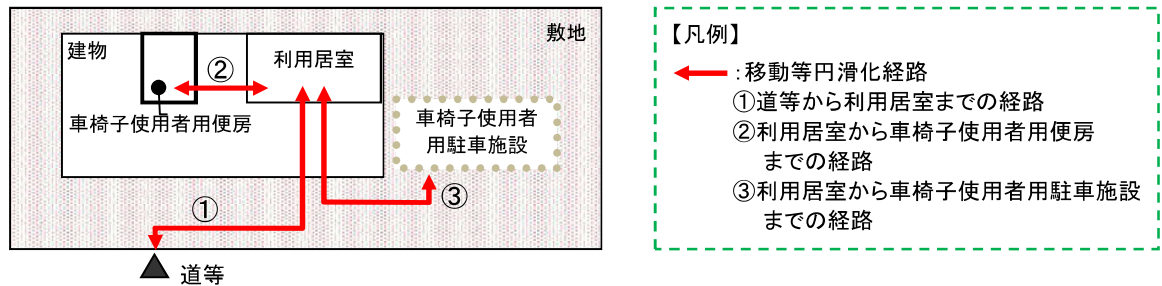 敷地
建物
利用居室
②
車椅子使用者用便房
車椅子使用者
用駐車施設
③
①
道等
【凡例】
：移動等円滑化経路
①道等から利用居室までの経路
②利用居室から車椅子使用者用便房
までの経路
③利用居室から車椅子使用者用駐車施設
までの経路